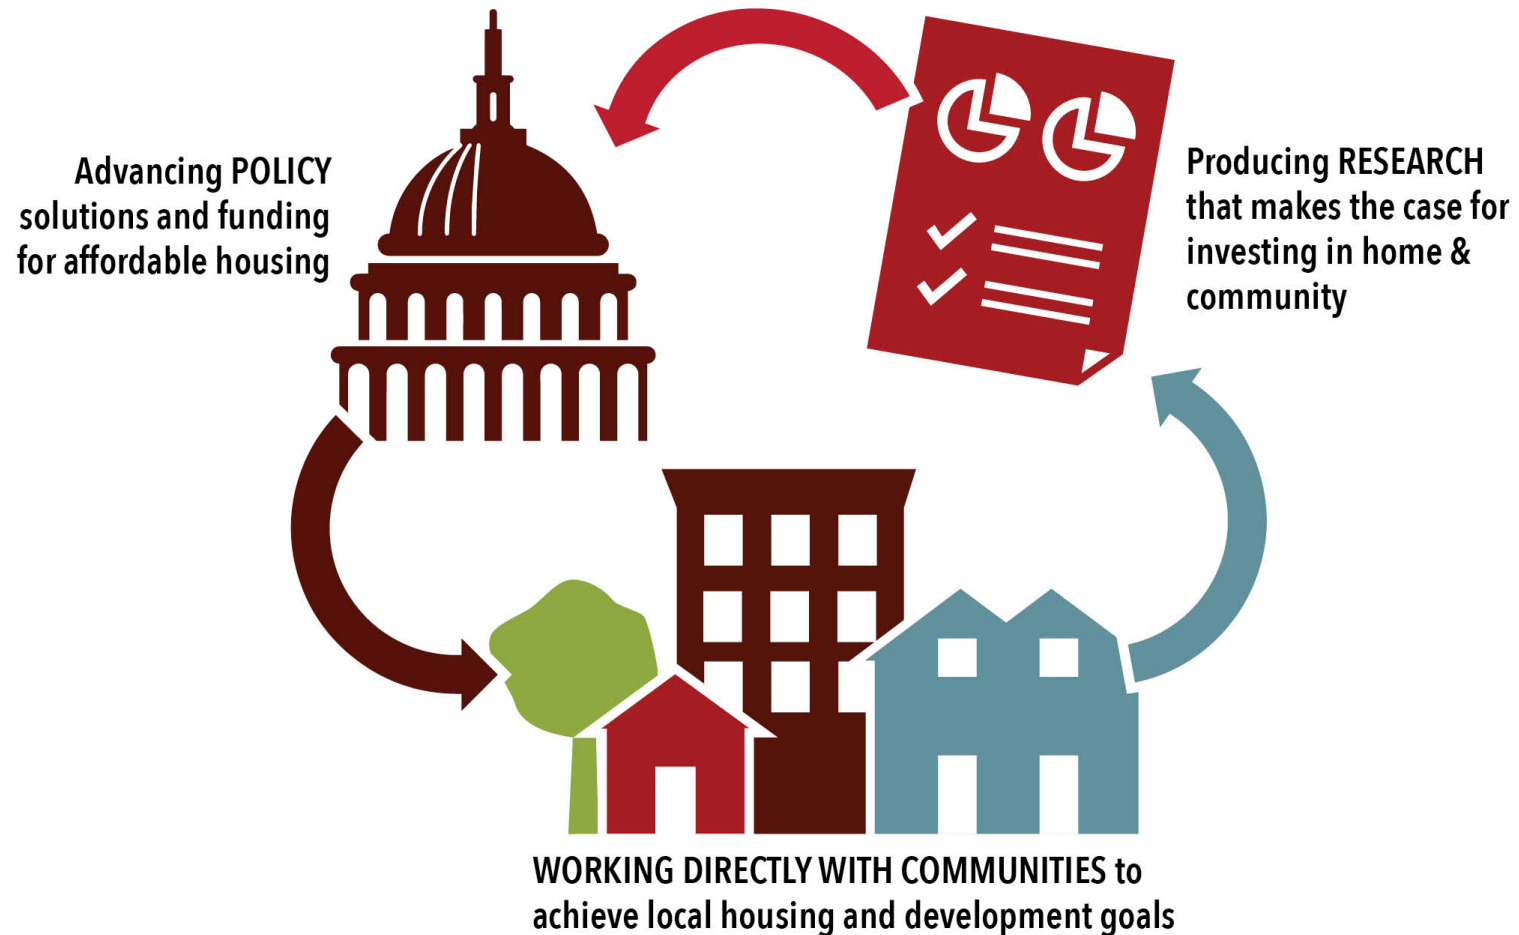 Advancing POLICY
solutions and funding
for affordable housing
Producing RESEARCH
that makes the case for
investing in home &
community
WORKING DIRECTLY WITH COMMUNITIES to
achieve local housing and development goals